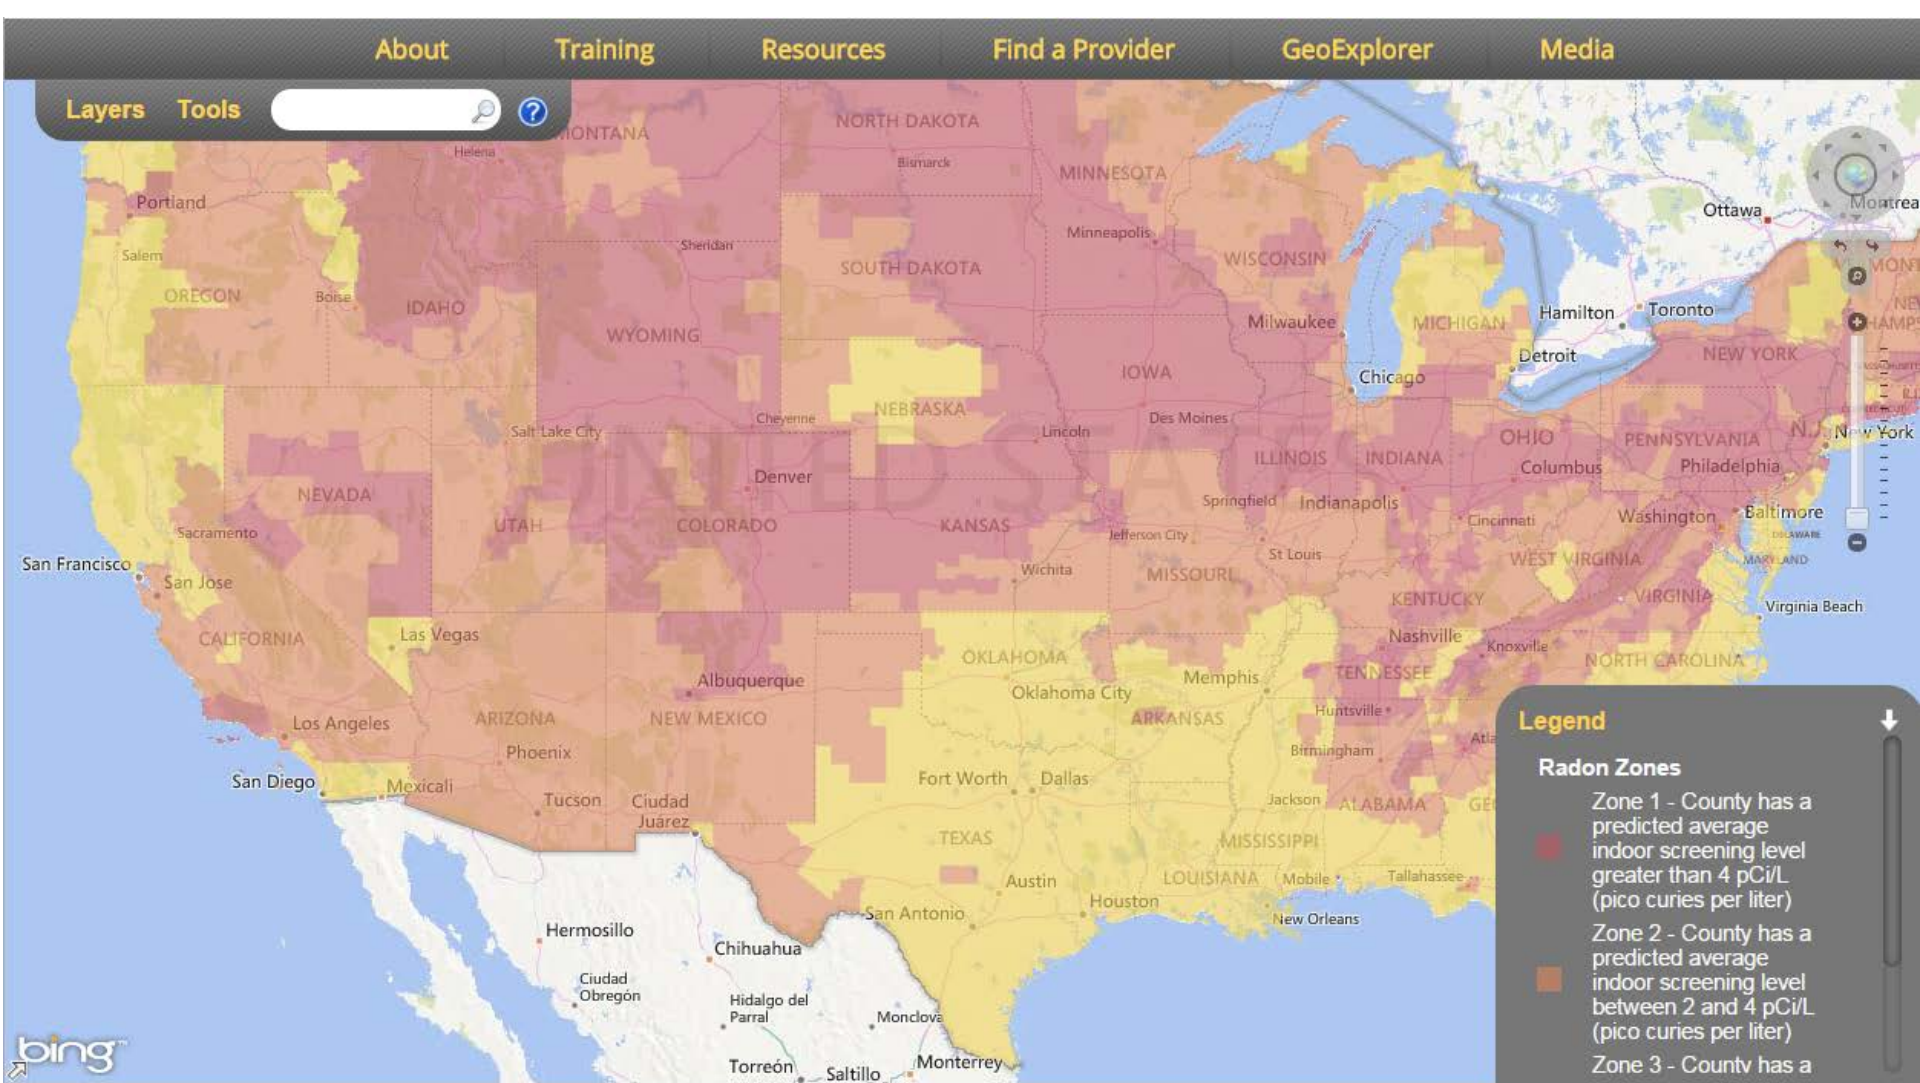 About Training Resources Find a Provider GeoExplorer Media
Layers Tools
MONTANA
NORTH DAKOTA
Helena
Bismarck
MINNESOTA
Portland
Ottawa
Montrea
Minneapolis
Sheridan
Salem
WISCONSIN
SOUTH DAKOTA
OREGON
Boise
IDAHO
Hamilton
Toronto
Milwaukee
MICHIGAN
WYOMING
Detroit
NEW YORK
IOWA
Chicago
Cheyenne
NEBRASKA
Des Moines
Salt Lake City
Lincoln
OHIO
PENNSYLVANIA
N.J.
New York
UNITED STATES
ILLINOIS
INDIANA
Columbus
Philadelphia
Denver
NEVADA
Springfield
Indianapolis
UTAH
COLORADO
KANSAS
Cincinnati
Washington
Baltimore
Sacramento
Jefferson City
DELAWARE
San Francisco
St Louis
WEST VIRGINIA
MARYLAND
San Jose
Wichita
MISSOURI
KENTUCKY
VIRGINIA
Virginia Beach
CALIFORNIA
Las Vegas
Nashville
Knoxville
OKLAHOMA
NORTH CAROLINA
Albuquerque
Oklahoma City
Memphis
TENNESSEE
Los Angeles
ARIZONA
NEW MEXICO
ARKANSAS
Huntsville
Atla
Phoenix
Birmingham
San Diego
Mexicali
Fort Worth
Dallas
Tucson
Ciudad
Juárez
Jackson
ALABAMA
GE
TEXAS
MISSISSIPPI
Austin
LOUISIANA
Mobile
Tallahassee
Houston
San Antonio
New Orleans
Hermosillo
Chihuahua
Ciudad
Obregón
Hidalgo del
Parral
Monclova
Torreón
Saltillo
Monterrey
bing
Legend
Radon Zones
Zone 1 - County has a
predicted average
indoor screening level
greater than 4 pCi/L
(pico curies per liter)
Zone 2 - County has a
predicted average
indoor screening level
between 2 and 4 pCi/L
(pico curies per liter)
Zone 3 - County has a